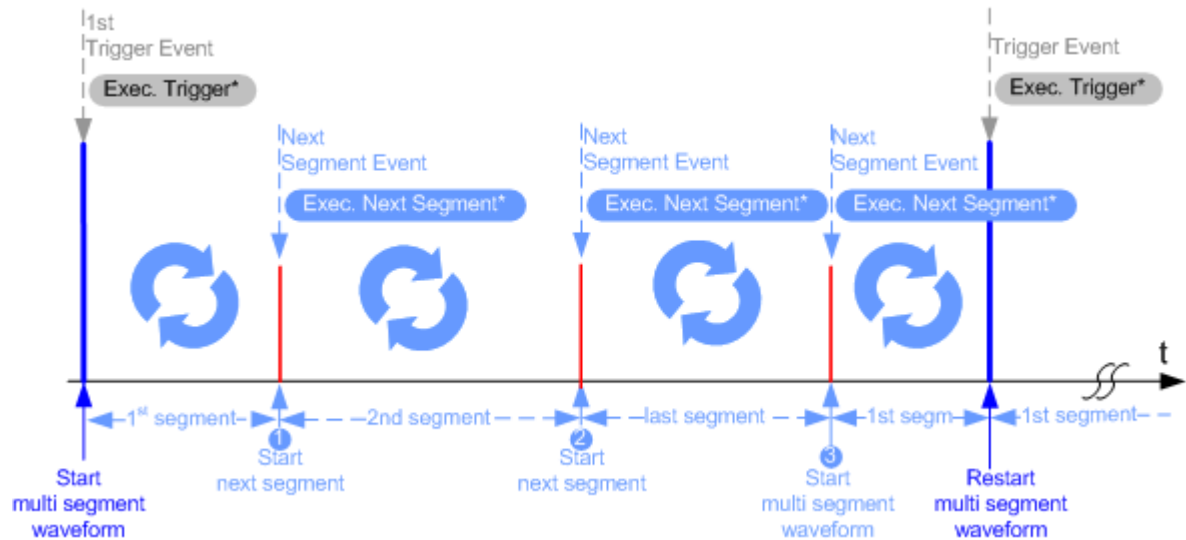 1st
Trigger Event
Exec. Trigger*
Trigger Event
Exec. Trigger*
Next
Segment Event
Exec. Next Segment*
Next
Segment Event
Exec. Next Segment*
Next
Segment Event
Exec. Next Segment*
t
1st segment
2nd segment
last segment
1st segm
1st segment
1
Start
next segment
2
Start
next segment
3
Start
multi segment
waveform
Start
multi segment
waveform
Restart
multi segment
waveform